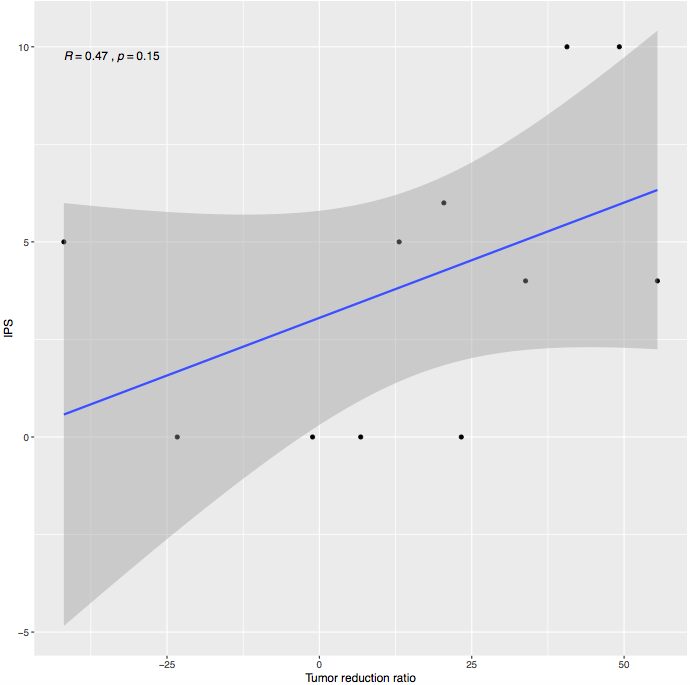 R = 0.47 , p = 0.15
10
5
0
−5
IPS
−25
0
25
50
Tumor reduction ratio